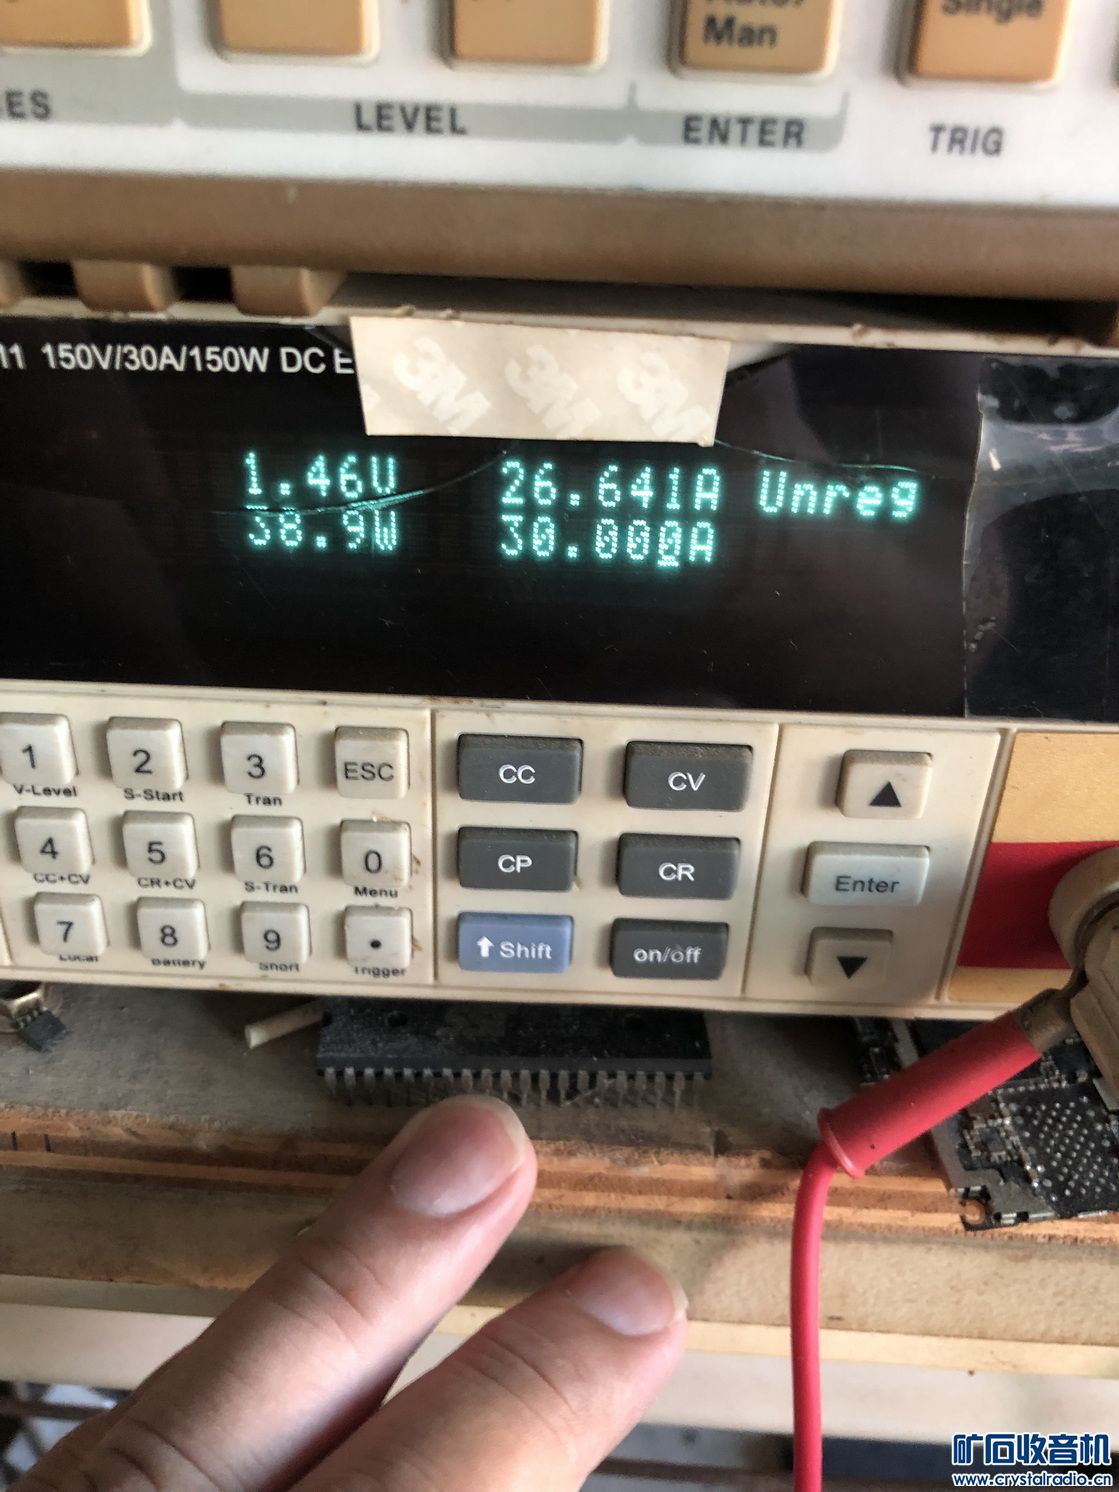 Man
Single
LEVEL
ENTER
TRIG
11 150V/30A/150W DC E
3M 3M 3M
1.46V 26.641A Unreg
38.9W 30.000A
1 2 3 ESC
V-Level S-Start Tran
4 5 6 0
CC+CV CR+CV S-Tran Menu
7 8 9 •
Local Battery Short Trigger
CC CV
CP CR
⬆ Shift on/off
▲
Enter
▼
矿石收音机
www.crystalradio.cn